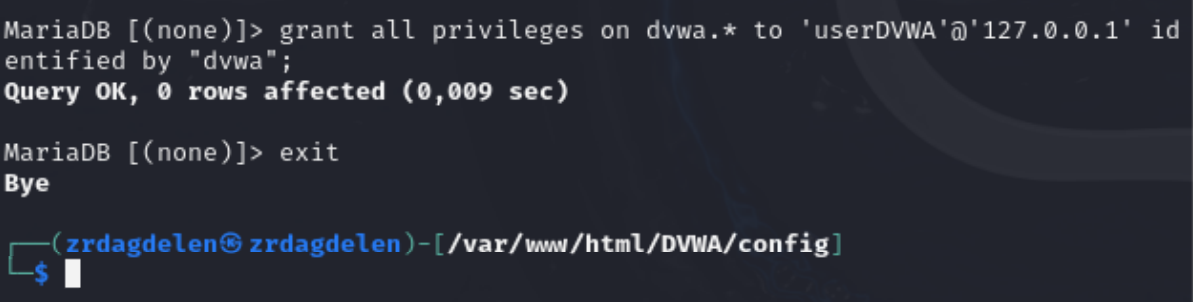 MariaDB [(none)]> grant all privileges on dvwa.* to 'userDVWA'@'127.0.0.1' id
entified by "dvwa";
Query OK, 0 rows affected (0,009 sec)
MariaDB [(none)]> exit
Bye
┌──(zrdagdelen㉿zrdagdelen)-[/var/www/html/DVWA/config]
└─$